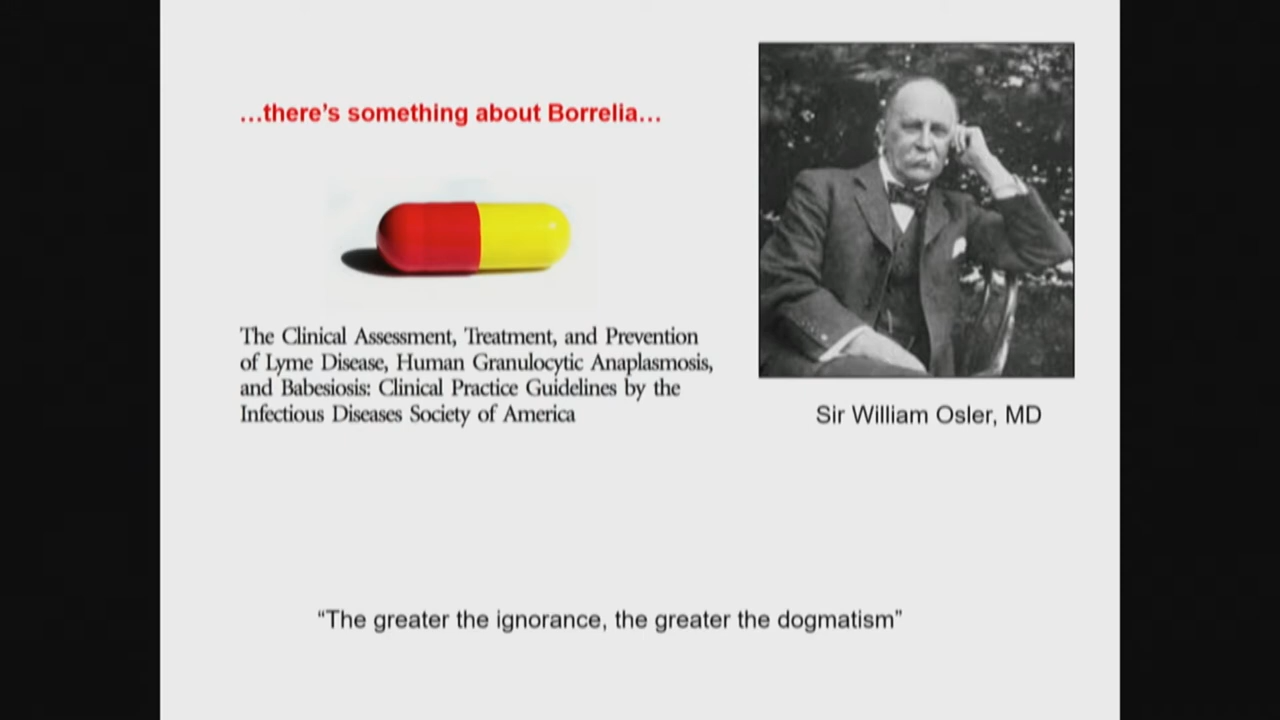 …there's something about Borrelia…
The Clinical Assessment, Treatment, and Prevention
of Lyme Disease, Human Granulocytic Anaplasmosis,
and Babesiosis: Clinical Practice Guidelines by the
Infectious Diseases Society of America
Sir William Osler, MD
“The greater the ignorance, the greater the dogmatism”